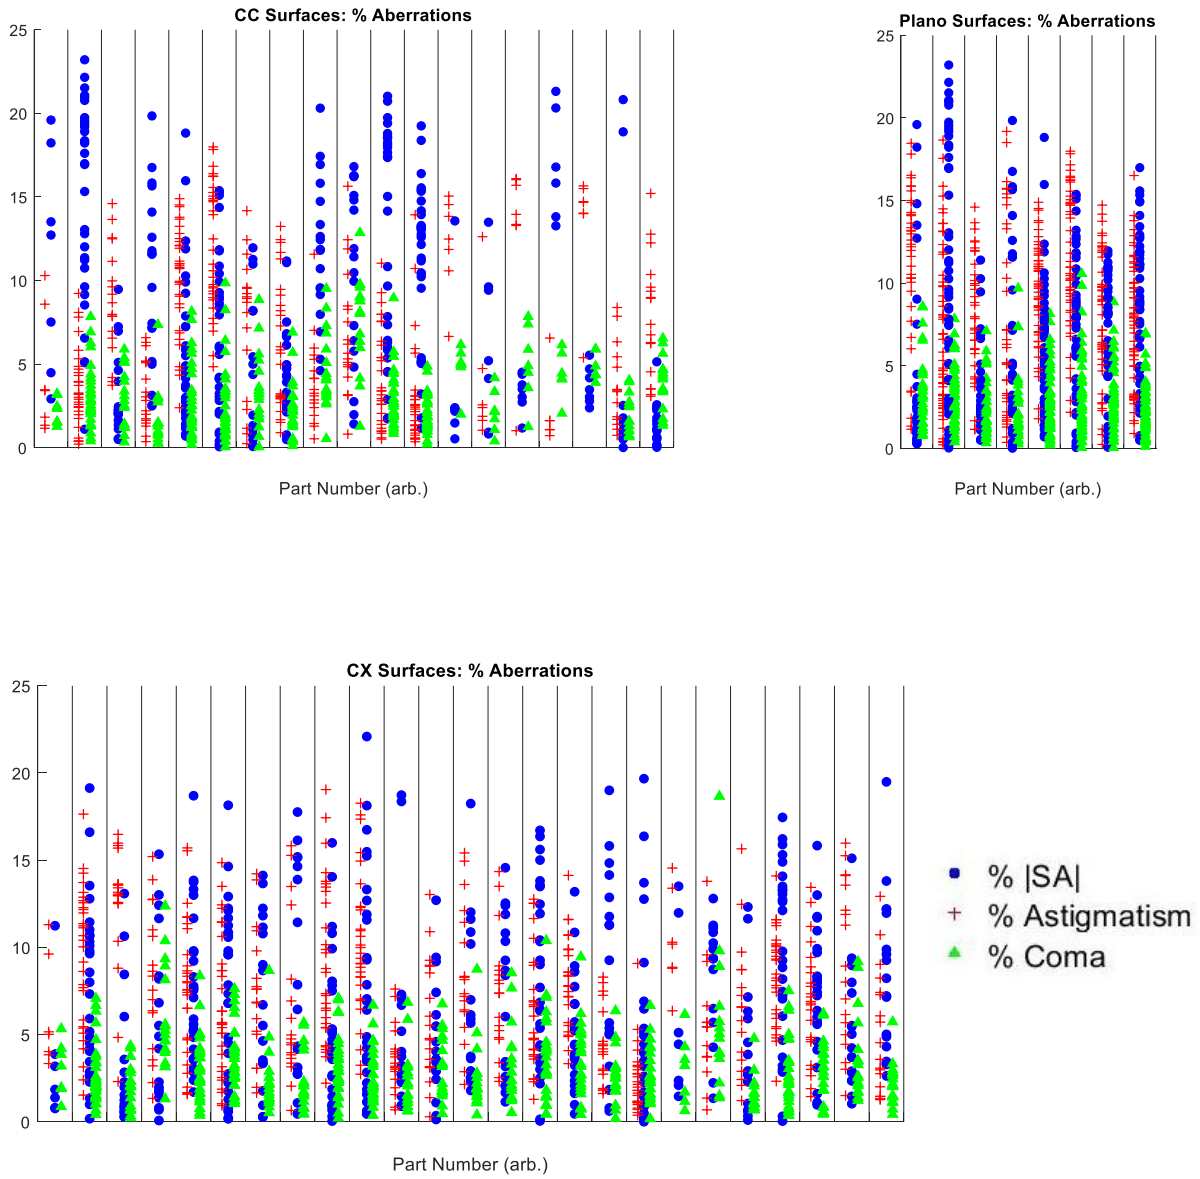 CC Surfaces: % Aberrations
25
20
15
10
5
0
Part Number (arb.)
Plano Surfaces: % Aberrations
25
20
15
10
5
0
Part Number (arb.)
CX Surfaces: % Aberrations
25
20
15
10
5
0
Part Number (arb.)
% |SA|
% Astigmatism
% Coma